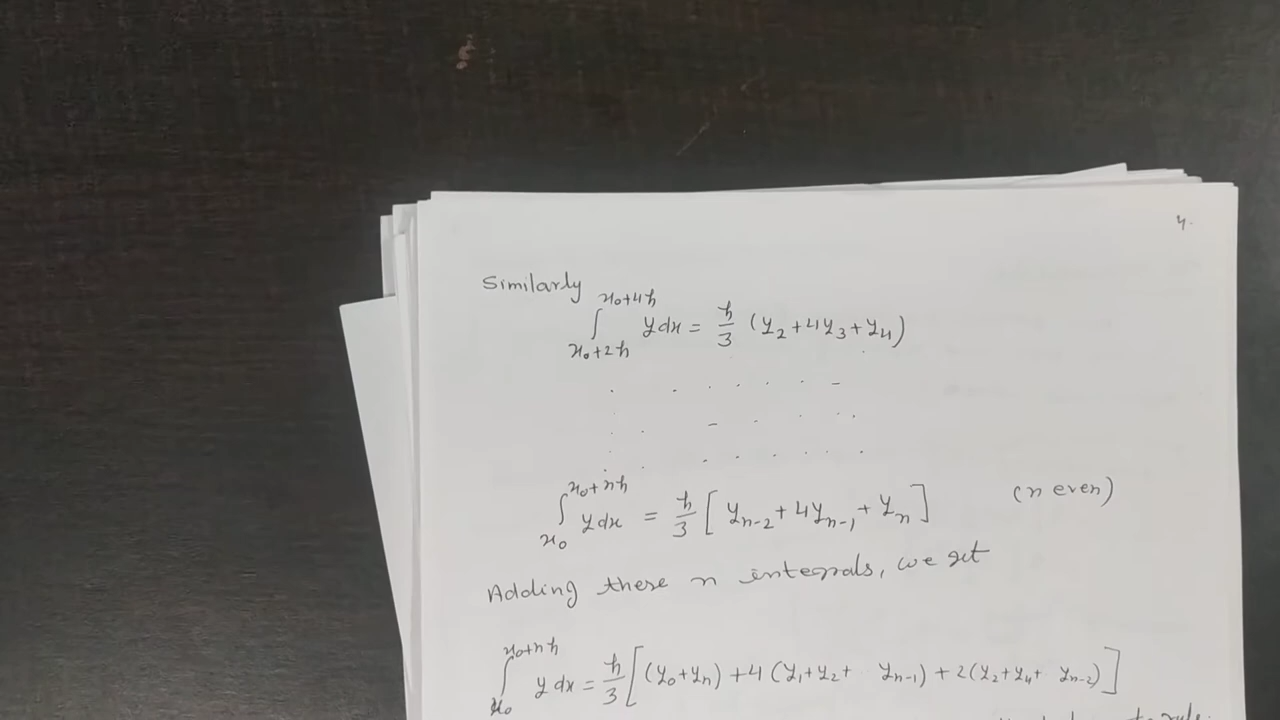 4.
Similarly
∫_{x₀+2h}^{x₀+4h} y dx = h/3 (y₂ + 4y₃ + y₄)
∫_{x₀}^{x₀+nh} y dx = h/3 [y_{n-2} + 4y_{n-1} + y_n] (n even)
Adding these n integrals, we get
∫_{x₀}^{x₀+nh} y dx = h/3 [(y₀+y_n) + 4(y₁+y₂+ y_{n-1}) + 2(y₂+y₄+ y_{n-2})]
rule.